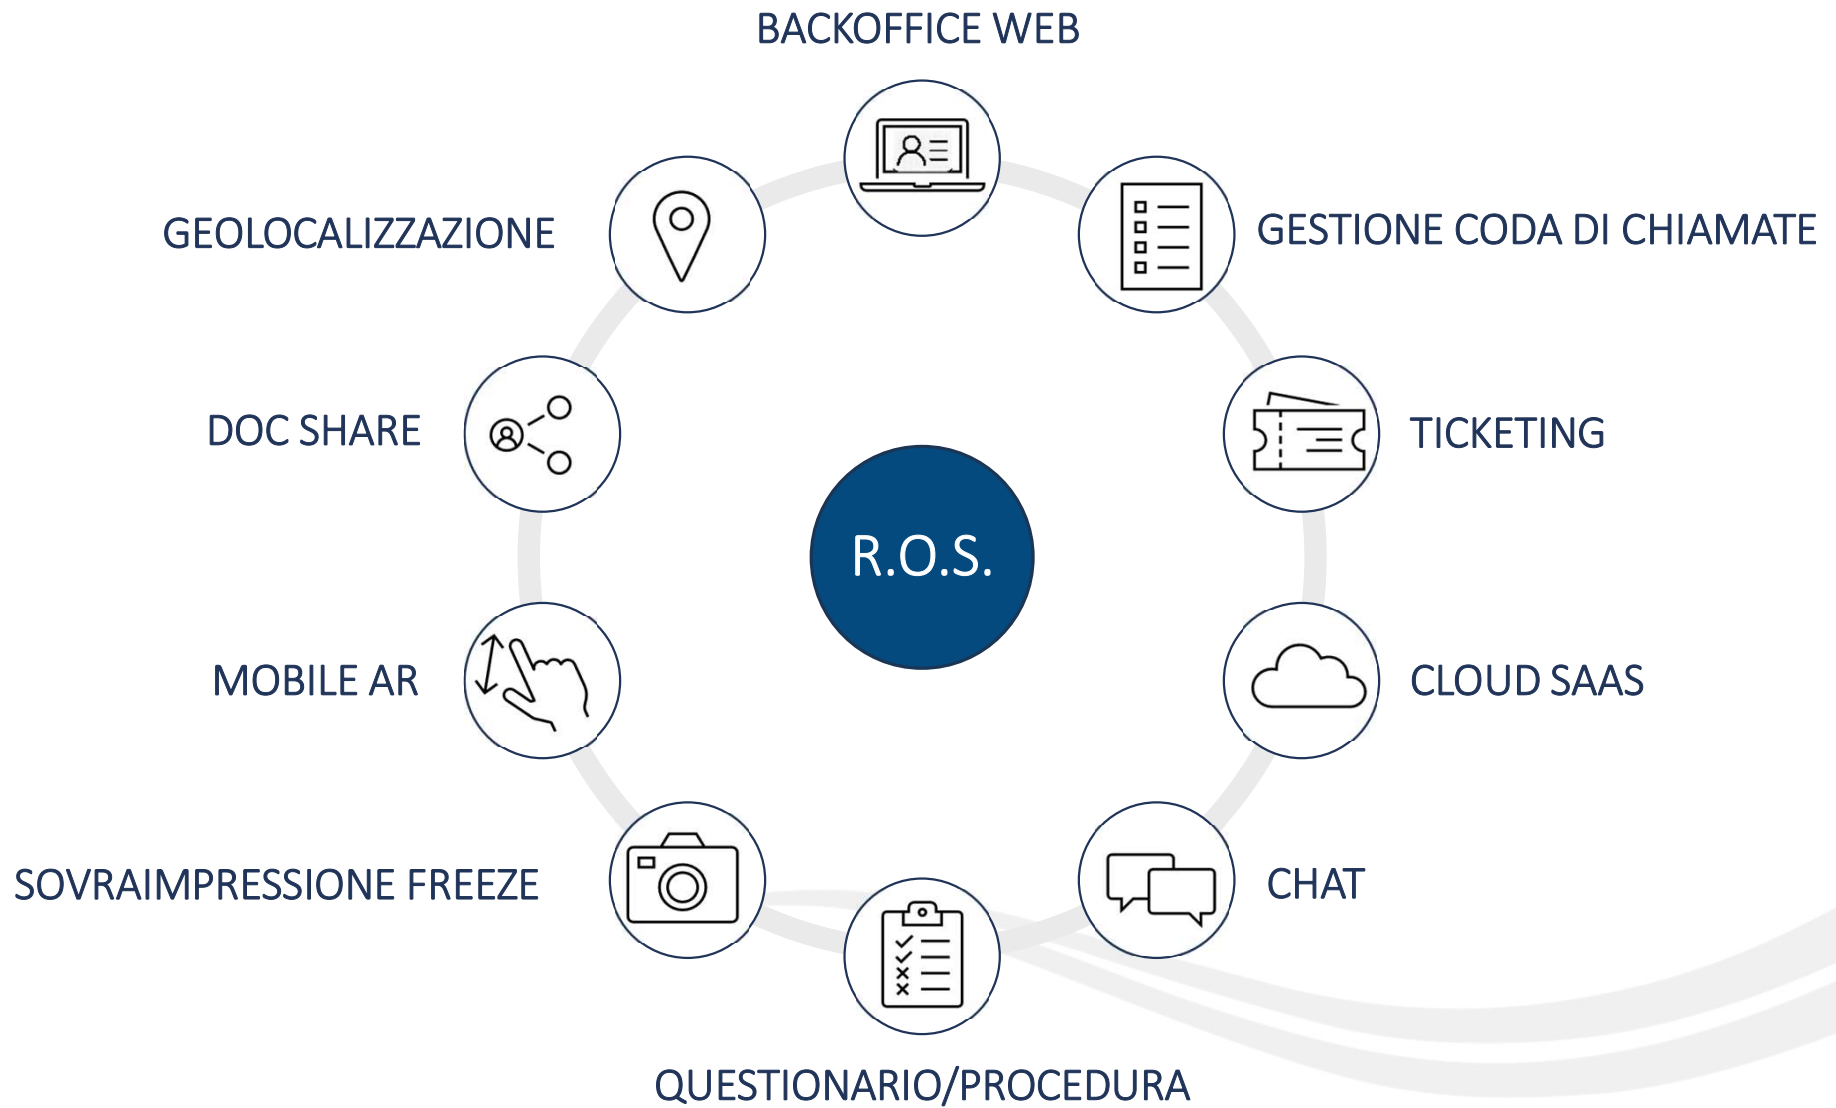 BACKOFFICE WEB
GEOLOCALIZZAZIONE
GESTIONE CODA DI CHIAMATE
DOC SHARE
TICKETING
R.O.S.
MOBILE AR
CLOUD SAAS
SOVRAIMPRESSIONE FREEZE
CHAT
QUESTIONARIO/PROCEDURA